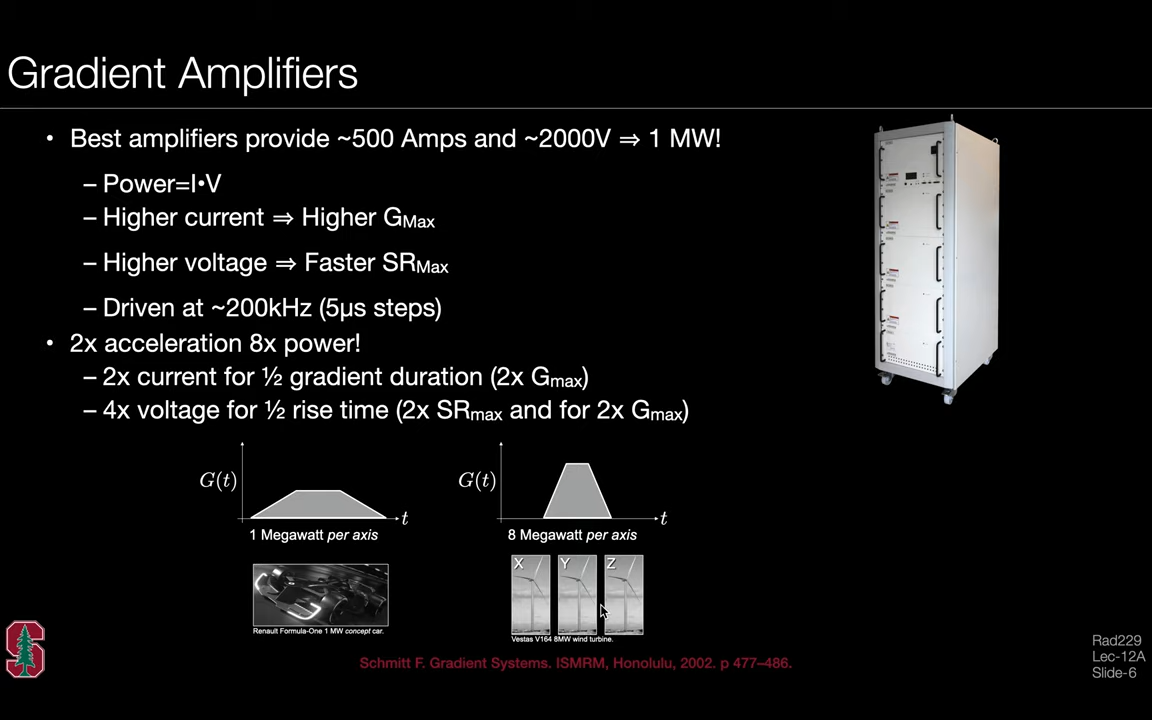 Gradient Amplifiers
• Best amplifiers provide ~500 Amps and ~2000V ⇒ 1 MW!
– Power=I•V
– Higher current ⇒ Higher GMax
– Higher voltage ⇒ Faster SRMax
– Driven at ~200kHz (5µs steps)
• 2x acceleration 8x power!
– 2x current for ½ gradient duration (2x Gmax)
– 4x voltage for ½ rise time (2x SRmax and for 2x Gmax)
G(t)
t
1 Megawatt per axis
G(t)
t
8 Megawatt per axis
X Y Z
Renault Formula-One 1 MW concept car.
Vestas V164 8MW wind turbine.
Schmitt F. Gradient Systems. ISMRM, Honolulu, 2002. p 477–486.
S
Rad229
Lec-12A
Slide-6